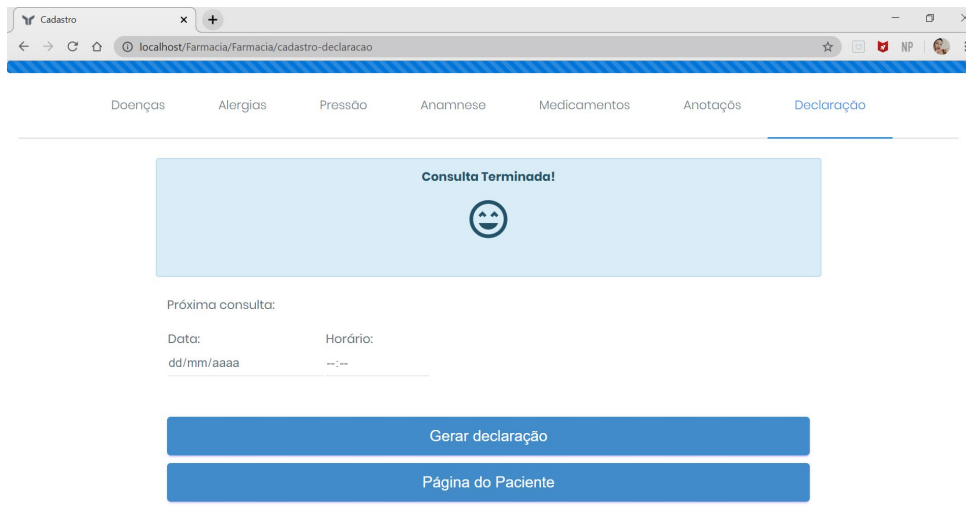 Cadastro
localhost/Farmacia/Farmacia/cadastro-declaracao
NP
Doenças Alergias Pressão Anamnese Medicamentos Anotaçõs Declaração
Consulta Terminada!
Próxima consulta:
Data: Horário:
dd/mm/aaaa --:--
Gerar declaração
Página do Paciente